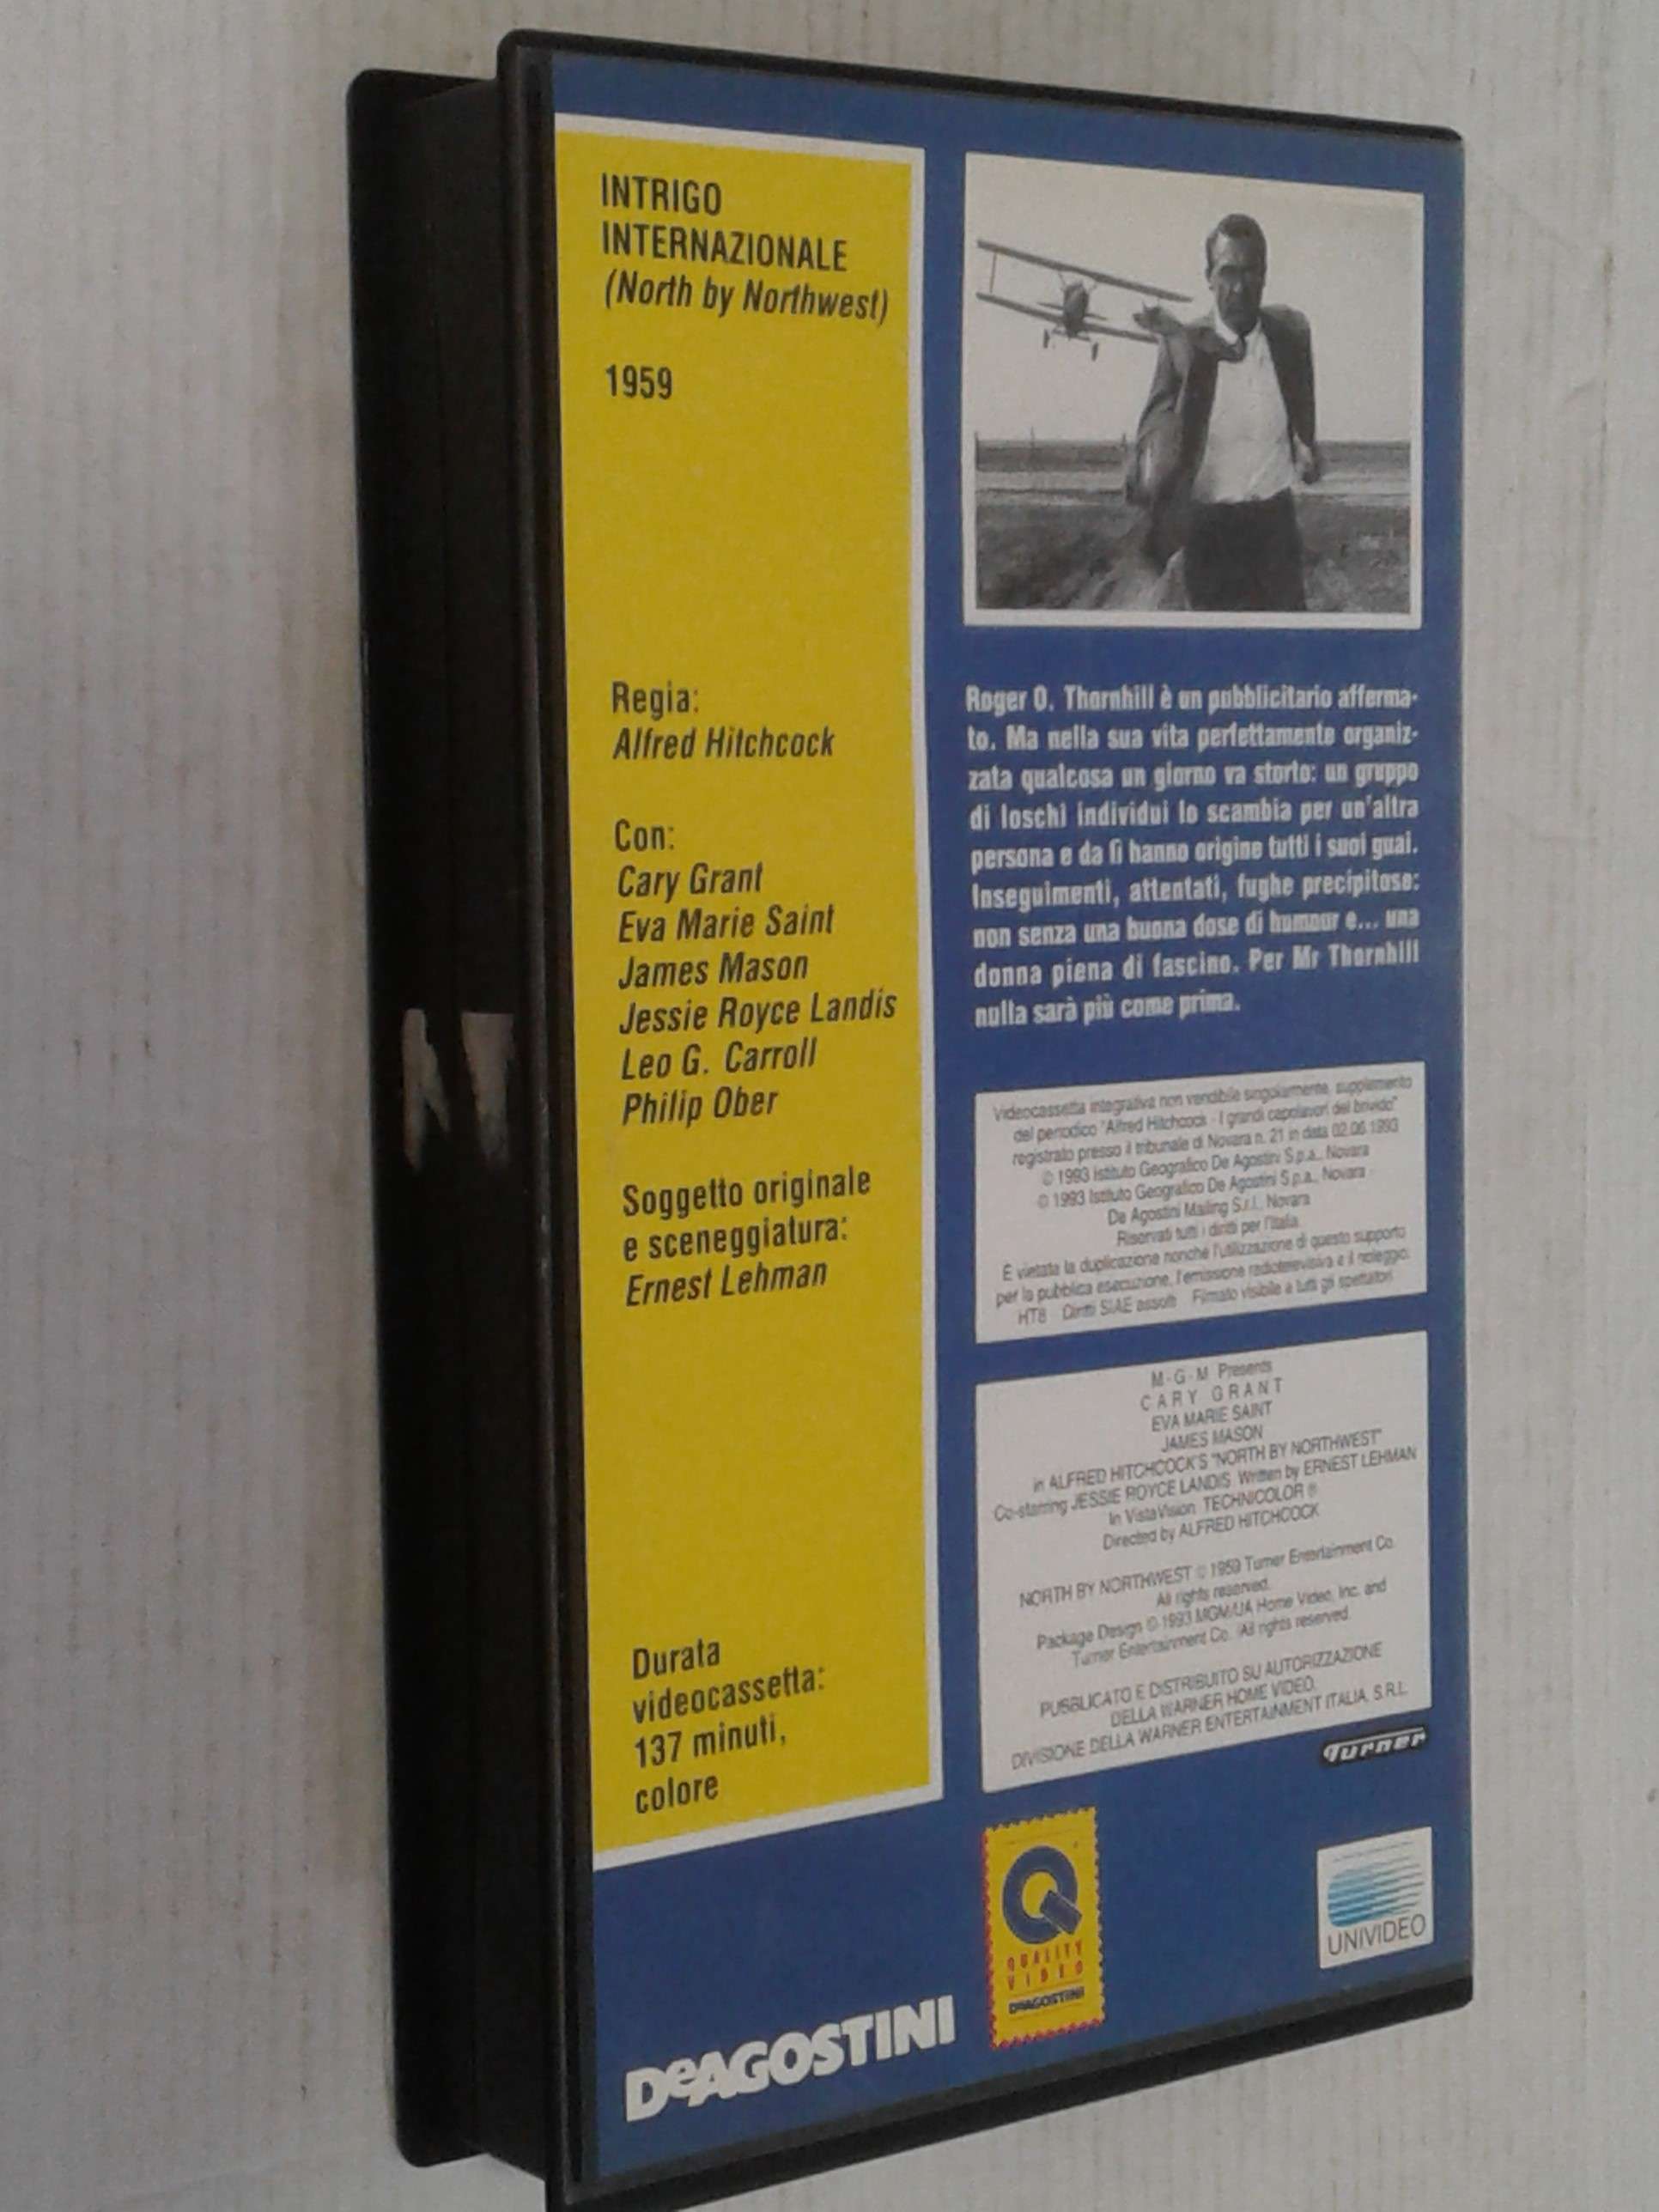 INTRIGO
INTERNAZIONALE
(North by Northwest)
1959
Regia:
Alfred Hitchcock
Con:
Cary Grant
Eva Marie Saint
James Mason
Jessie Royce Landis
Leo G. Carroll
Philip Ober
Soggetto originale
e sceneggiatura:
Ernest Lehman
Durata
videocassetta:
137 minuti,
colore
DeAGOSTINI
Roger O. Thornhill è un pubblicitario afferma-
to. Ma nella sua vita perfettamente organiz-
zata qualcosa un giorno va storto: un gruppo
di loschi individui lo scambia per un'altra
persona e da lì hanno origine tutti i suoi guai.
Inseguimenti, attentati, fughe precipitose:
non senza una buona dose di humour e... una
donna piena di fascino. Per Mr Thornhill
nulla sarà più come prima.
Videocassetta integrativa non vendibile singolarmente, supplemento
del periodico "Alfred Hitchcock - I grandi capolavori del brivido"
registrato presso il tribunale di Novara n. 21 in data 02.06.1993
© 1993 Istituto Geografico De Agostini S.p.a., Novara
© 1993 Istituto Geografico De Agostini S.p.a., Novara -
De Agostini Mailing S.r.l., Novara
Riservati tutti i diritti per l'Italia.
È vietata la duplicazione nonché l'utilizzazione di questo supporto
per la pubblica esecuzione, l'emissione radiotelevisiva e il noleggio.
HT8 Diritti SIAE assolti Filmato visibile a tutti gli spettatori
M-G-M Presents
CARY GRANT
EVA MARIE SAINT
JAMES MASON
in ALFRED HITCHCOCK'S "NORTH BY NORTHWEST"
Co-starring JESSIE ROYCE LANDIS Written by ERNEST LEHMAN
In VistaVision TECHNICOLOR ®
Directed by ALFRED HITCHCOCK
NORTH BY NORTHWEST © 1959 Turner Entertainment Co.
All rights reserved.
Package Design © 1993 MGM/UA Home Video, Inc. and
Turner Entertainment Co. All rights reserved.
PUBBLICATO E DISTRIBUITO SU AUTORIZZAZIONE
DELLA WARNER HOME VIDEO,
DIVISIONE DELLA WARNER ENTERTAINMENT ITALIA, S.R.L.
Turner
Q
QUALITY
VIDEO
DeAGOSTINI
UNIVIDEO